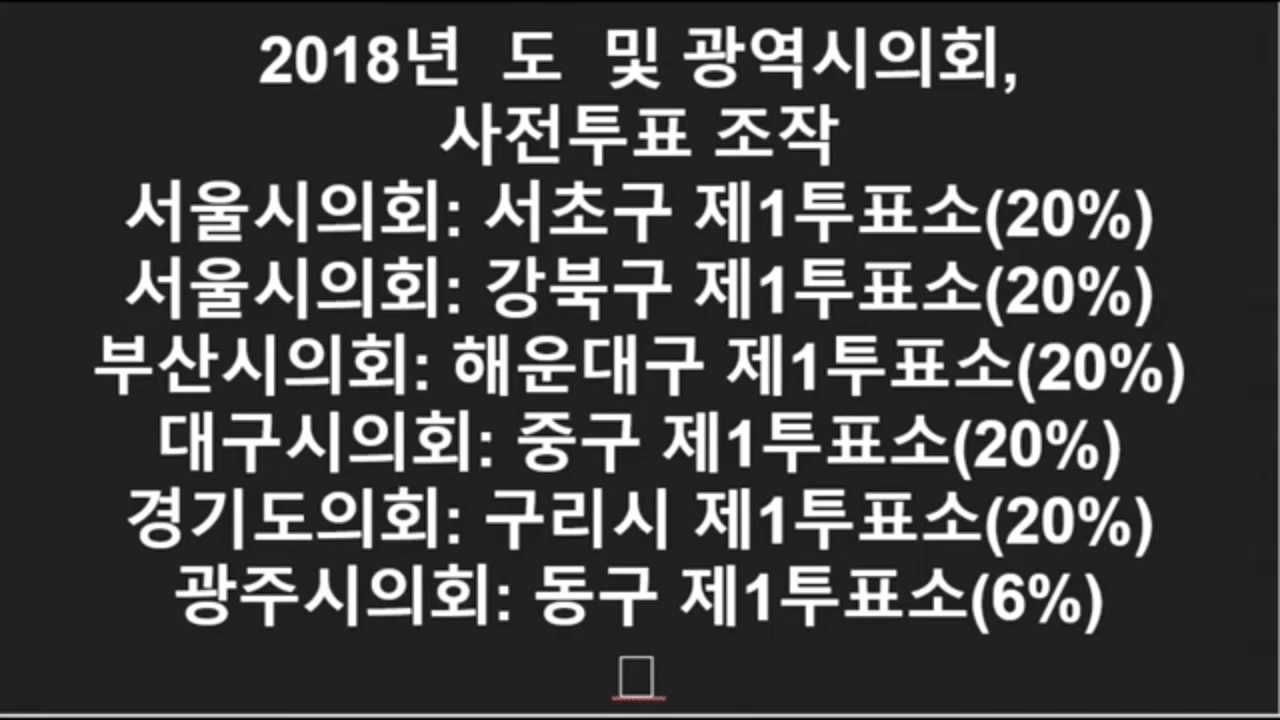 2018년 도 및 광역시의회,
사전투표 조작
서울시의회: 서초구 제1투표소(20%)
서울시의회: 강북구 제1투표소(20%)
부산시의회: 해운대구 제1투표소(20%)
대구시의회: 중구 제1투표소(20%)
경기도의회: 구리시 제1투표소(20%)
광주시의회: 동구 제1투표소(6%)